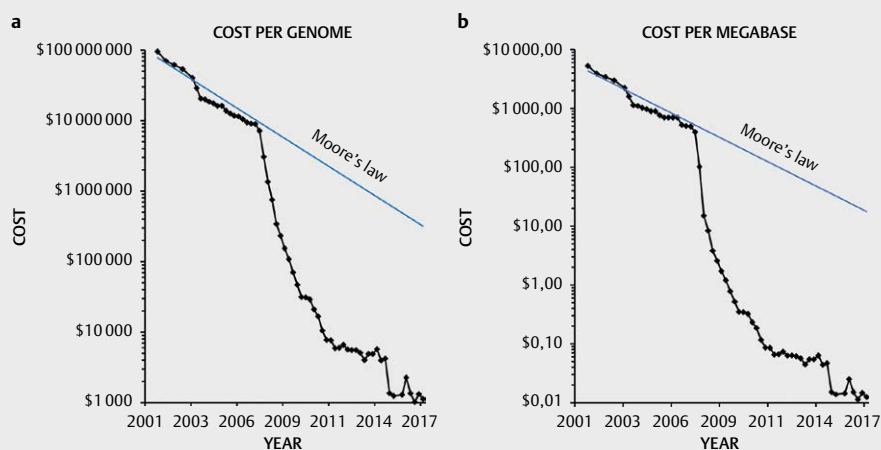 a
COST PER GENOME
$100 000 000
$10 000 000
$1 000 000
$100 000
$10 000
$1 000
COST
Moore's law
2001 2003 2006 2009 2011 2014 2017
YEAR
b
COST PER MEGABASE
$10 000,00
$1 000,00
$100,00
$10,00
$1,00
$0,10
$0,01
COST
Moore's law
2001 2003 2006 2009 2011 2014 2017
YEAR